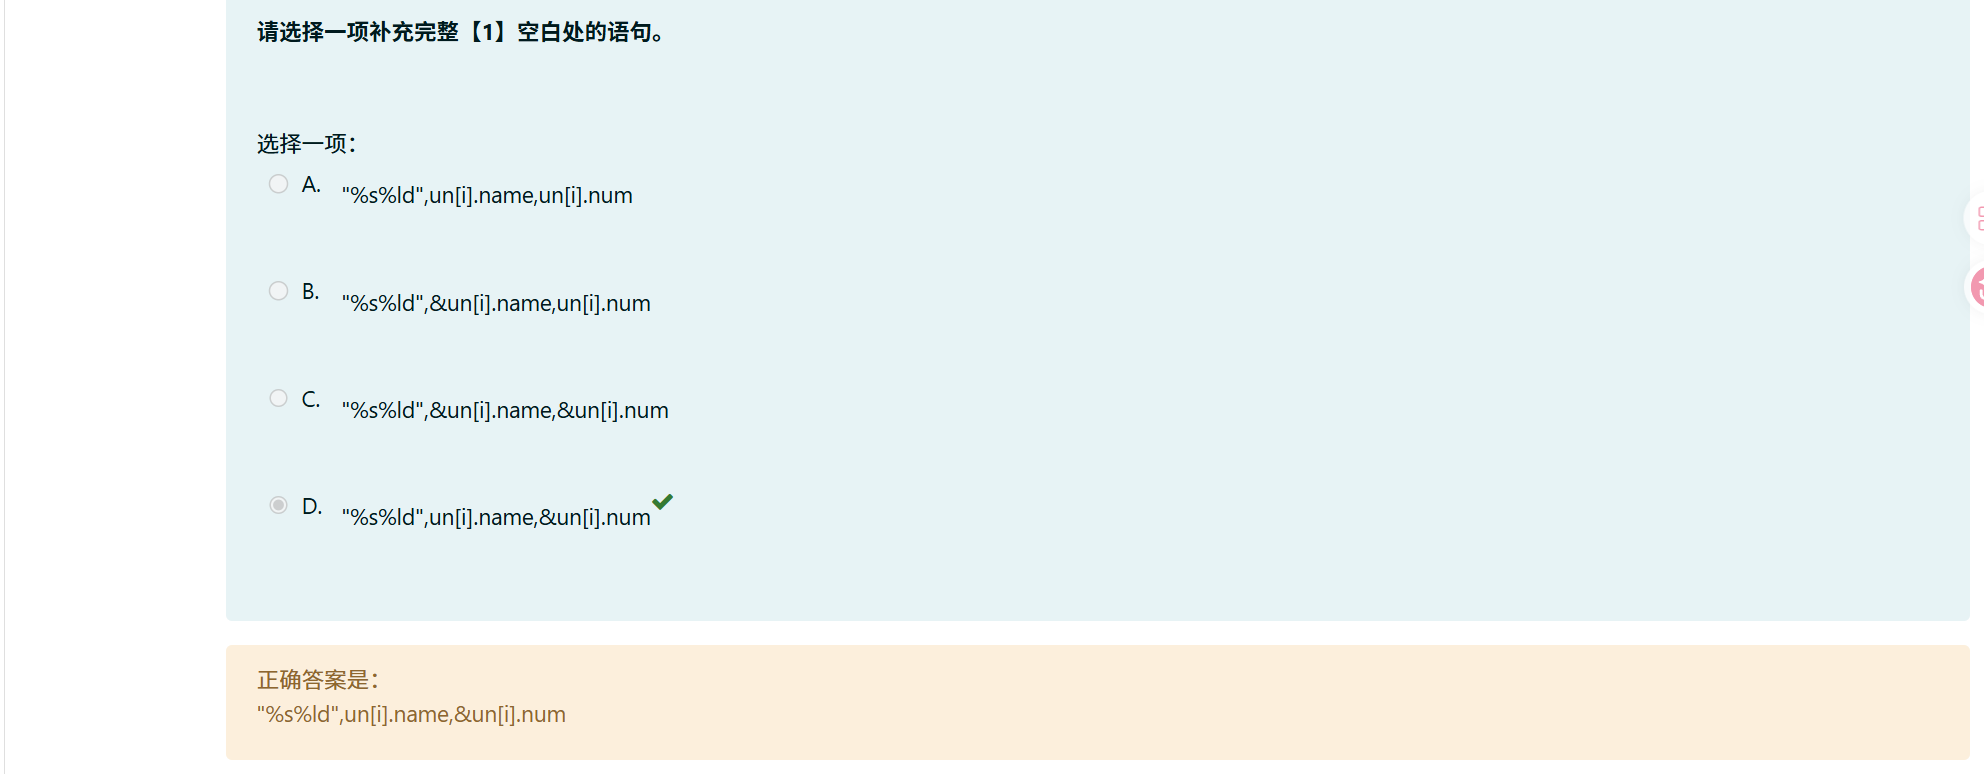 请选择一项补充完整【1】空白处的语句。
选择一项：
A. "%s%ld",un[i].name,un[i].num
B. "%s%ld",&un[i].name,un[i].num
C. "%s%ld",&un[i].name,&un[i].num
D. "%s%ld",un[i].name,&un[i].num
正确答案是：
"%s%ld",un[i].name,&un[i].num